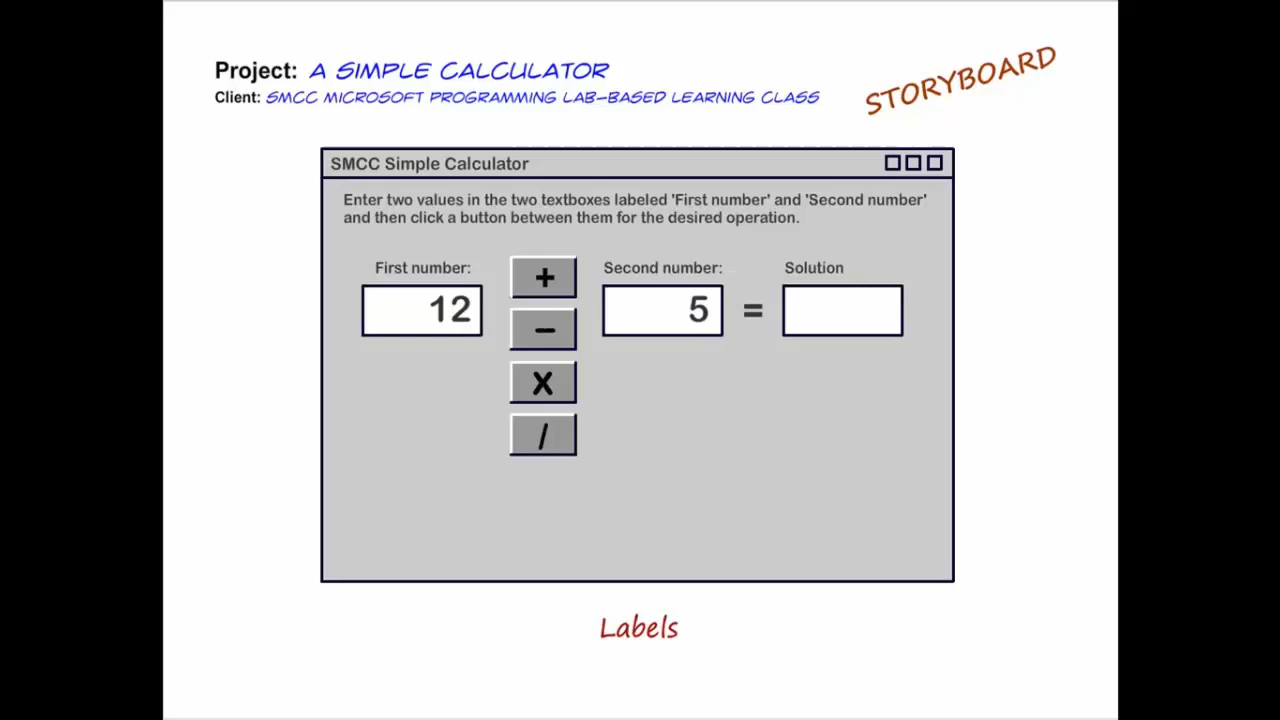 Project: A SIMPLE CALCULATOR
Client: SMCC MICROSOFT PROGRAMMING LAB-BASED LEARNING CLASS
STORYBOARD
SMCC Simple Calculator
Enter two values in the two textboxes labeled 'First number' and 'Second number'
and then click a button between them for the desired operation.
First number: + Second number: Solution
12 − 5 =
X
/
Labels